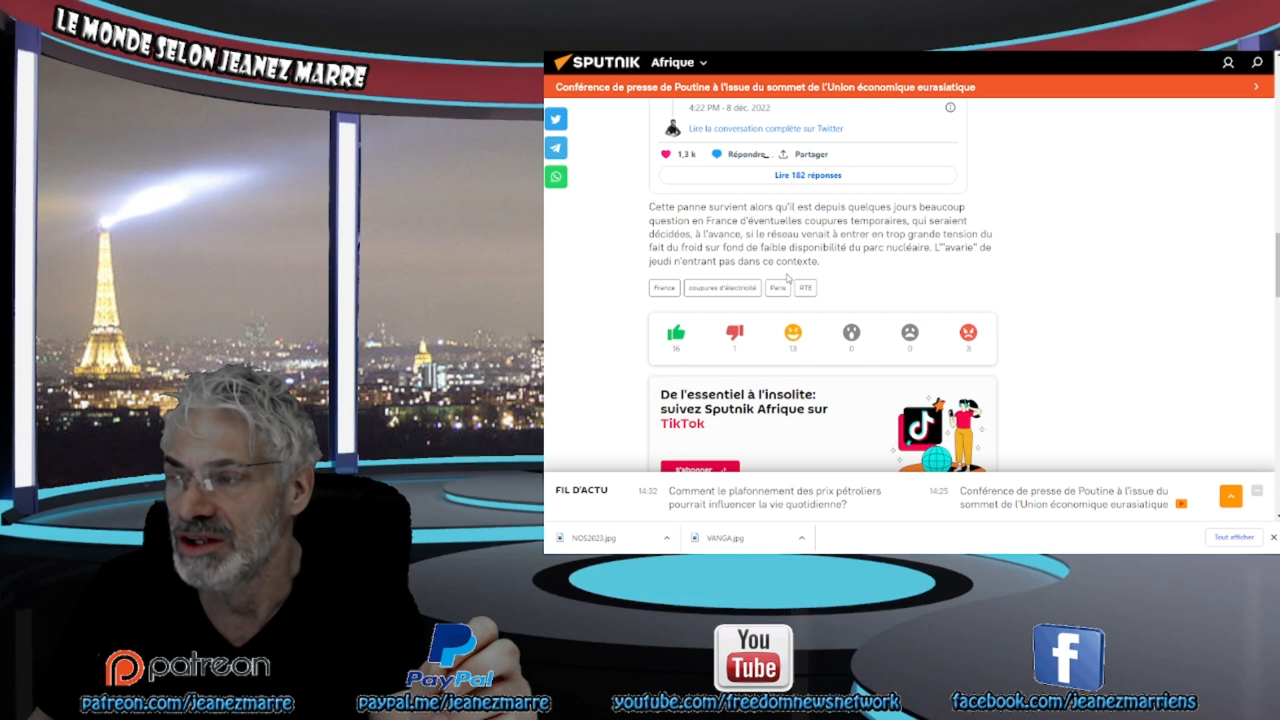 LE MONDE SELON JEANEZ MARRE
SPUTNIK Afrique
Conférence de presse de Poutine à l'issue du sommet de l'Union économique eurasiatique
4:22 PM - 8 déc. 2022
Lire la conversation complète sur Twitter
1,3 k Répondre Partager
Lire 182 réponses
Cette panne survient alors qu'il est depuis quelques jours beaucoup
question en France d'éventuelles coupures temporaires, qui seraient
décidées, à l'avance, si le réseau venait à entrer en trop grande tension du
fait du froid sur fond de faible disponibilité du parc nucléaire. L'"avarie" de
jeudi n'entrant pas dans ce contexte.
France coupures d'électricité Paris RTE
16 1 13 0 0 3
De l'essentiel à l'insolite:
suivez Sputnik Afrique sur
TikTok
S'abonner
FIL D'ACTU
14:32 Comment le plafonnement des prix pétroliers
pourrait influencer la vie quotidienne?
14:25 Conférence de presse de Poutine à l'issue du
sommet de l'Union économique eurasiatique
NOS2023.jpg VANGA.jpg Tout afficher
patreon
patreon.com/jeanezmarre
PayPal
paypal.me/jeanezmarre
You
Tube
youtube.com/freedomnewsnetwork
f
facebook.com/jeanezmarriens